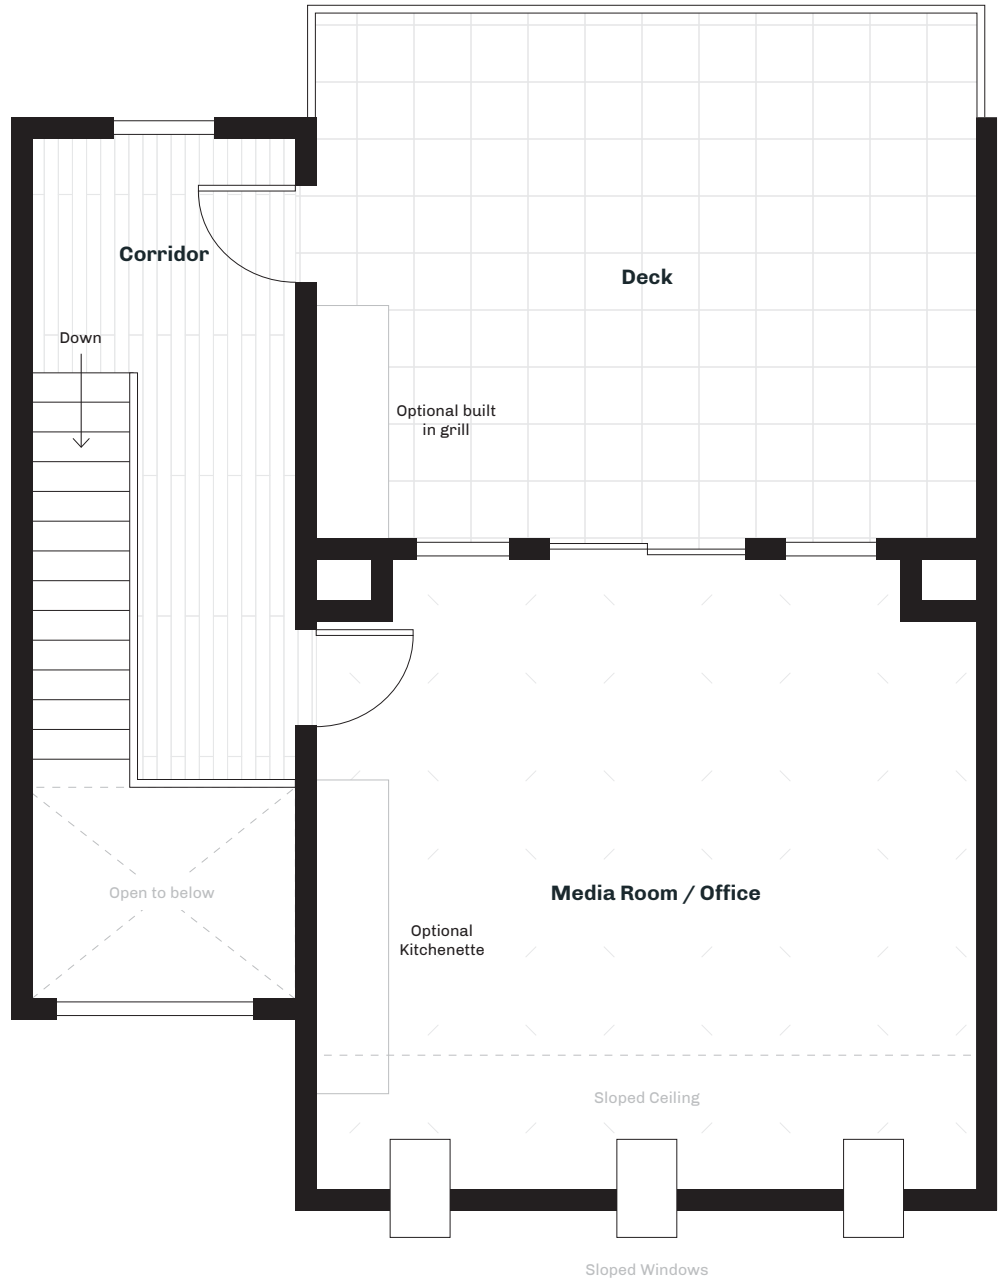 Corridor
Deck
Down
Optional built
in grill
Open to below
Media Room / Office
Optional
Kitchenette
Sloped Ceiling
Sloped Windows